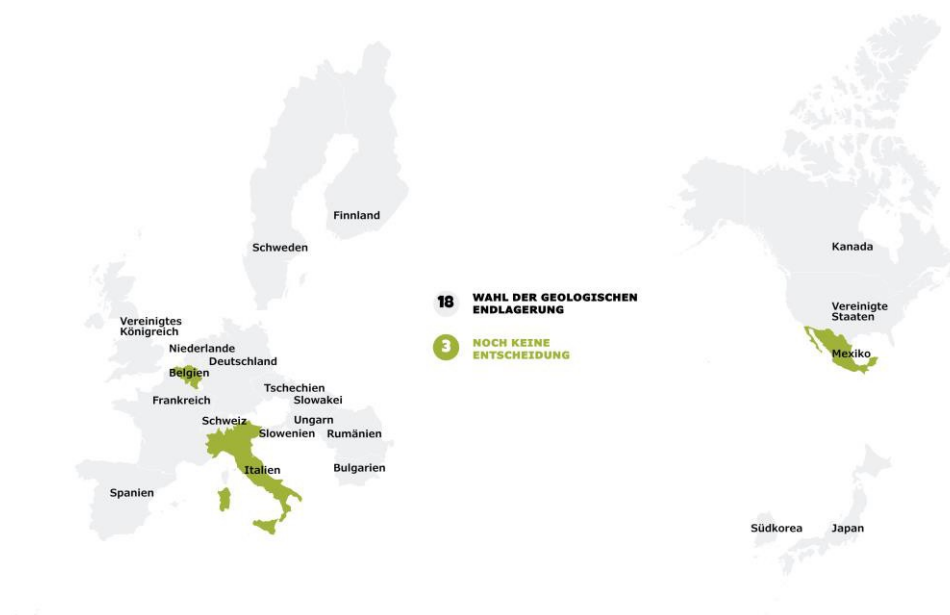 Finnland
Kanada
Schweden
18 WAHL DER GEOLOGISCHEN
ENDLAGERUNG
Vereinigte
Staaten
Vereinigtes
Königreich
3 NOCH KEINE
ENTSCHEIDUNG
Niederlande
Mexiko
Deutschland
Belgien
Tschechien
Frankreich
Slowakei
Schweiz
Ungarn
Slowenien
Rumänien
Italien
Bulgarien
Spanien
Südkorea
Japan